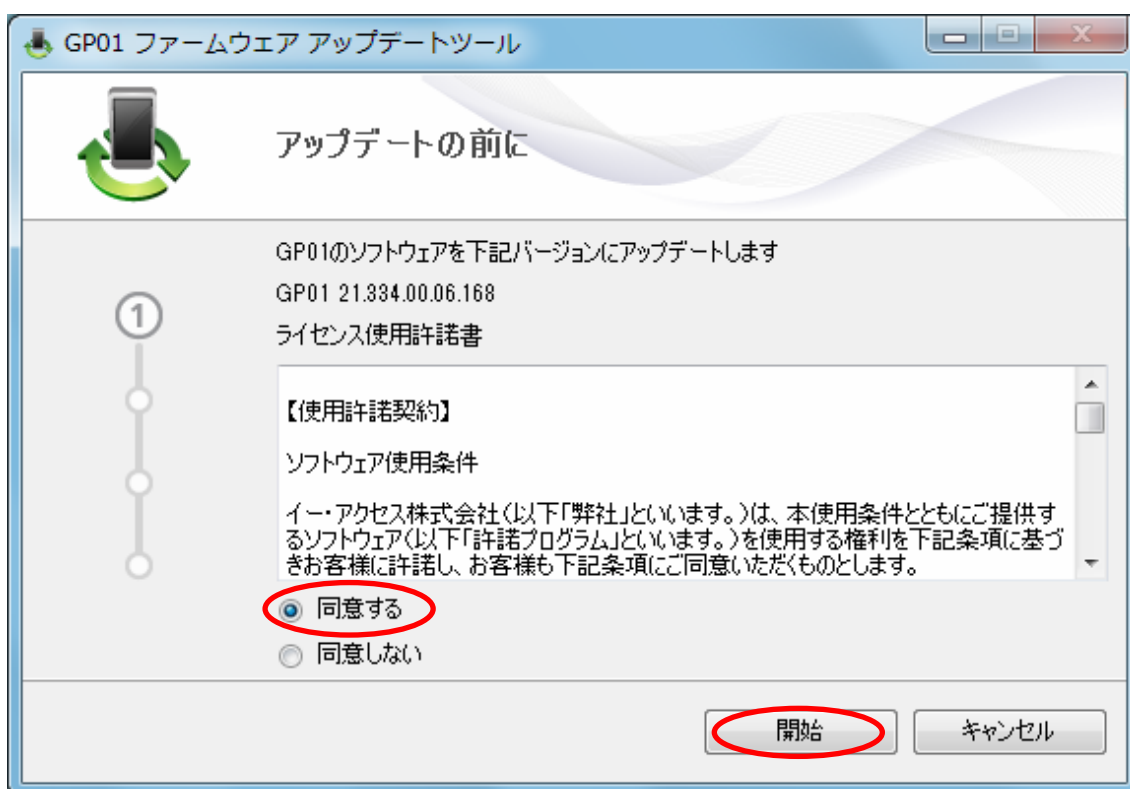 GP01 ファームウェア アップデートツール
アップデートの前に
GP01のソフトウェアを下記バージョンにアップデートします
1
GP01 21.334.00.06.168
ライセンス使用許諾書
【使用許諾契約】
ソフトウェア使用条件
イー・アクセス株式会社(以下「弊社」といいます。)は、本使用条件とともにご提供す
るソフトウェア(以下「許諾プログラム」といいます。)を使用する権利を下記条項に基づ
きお客様に許諾し、お客様も下記条項にご同意いただくものとします。
同意する
同意しない
開始
キャンセル